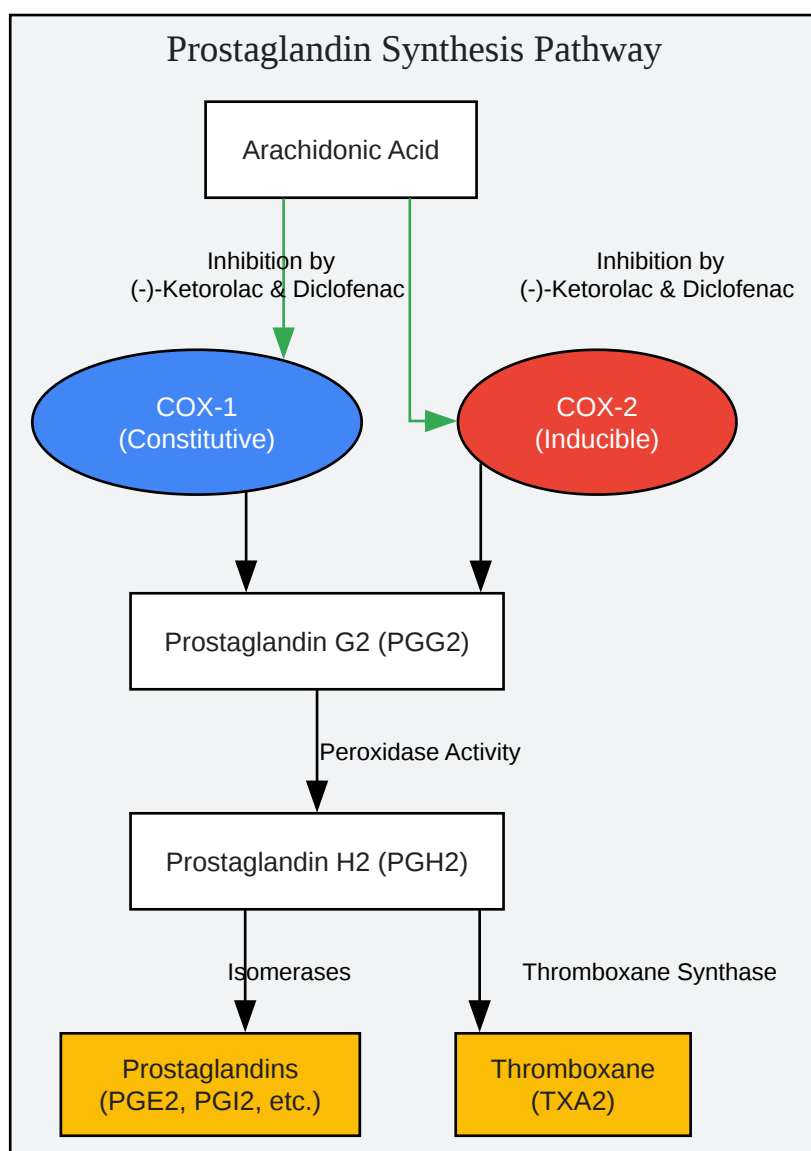 Prostaglandin Synthesis Pathway
Arachidonic Acid
Inhibition by
(-)-Ketorolac & Diclofenac
Inhibition by
(-)-Ketorolac & Diclofenac
COX-1
(Constitutive)
COX-2
(Inducible)
Prostaglandin G2 (PGG2)
Peroxidase Activity
Prostaglandin H2 (PGH2)
Isomerases
Thromboxane Synthase
Prostaglandins
(PGE2, PGI2, etc.)
Thromboxane
(TXA2)